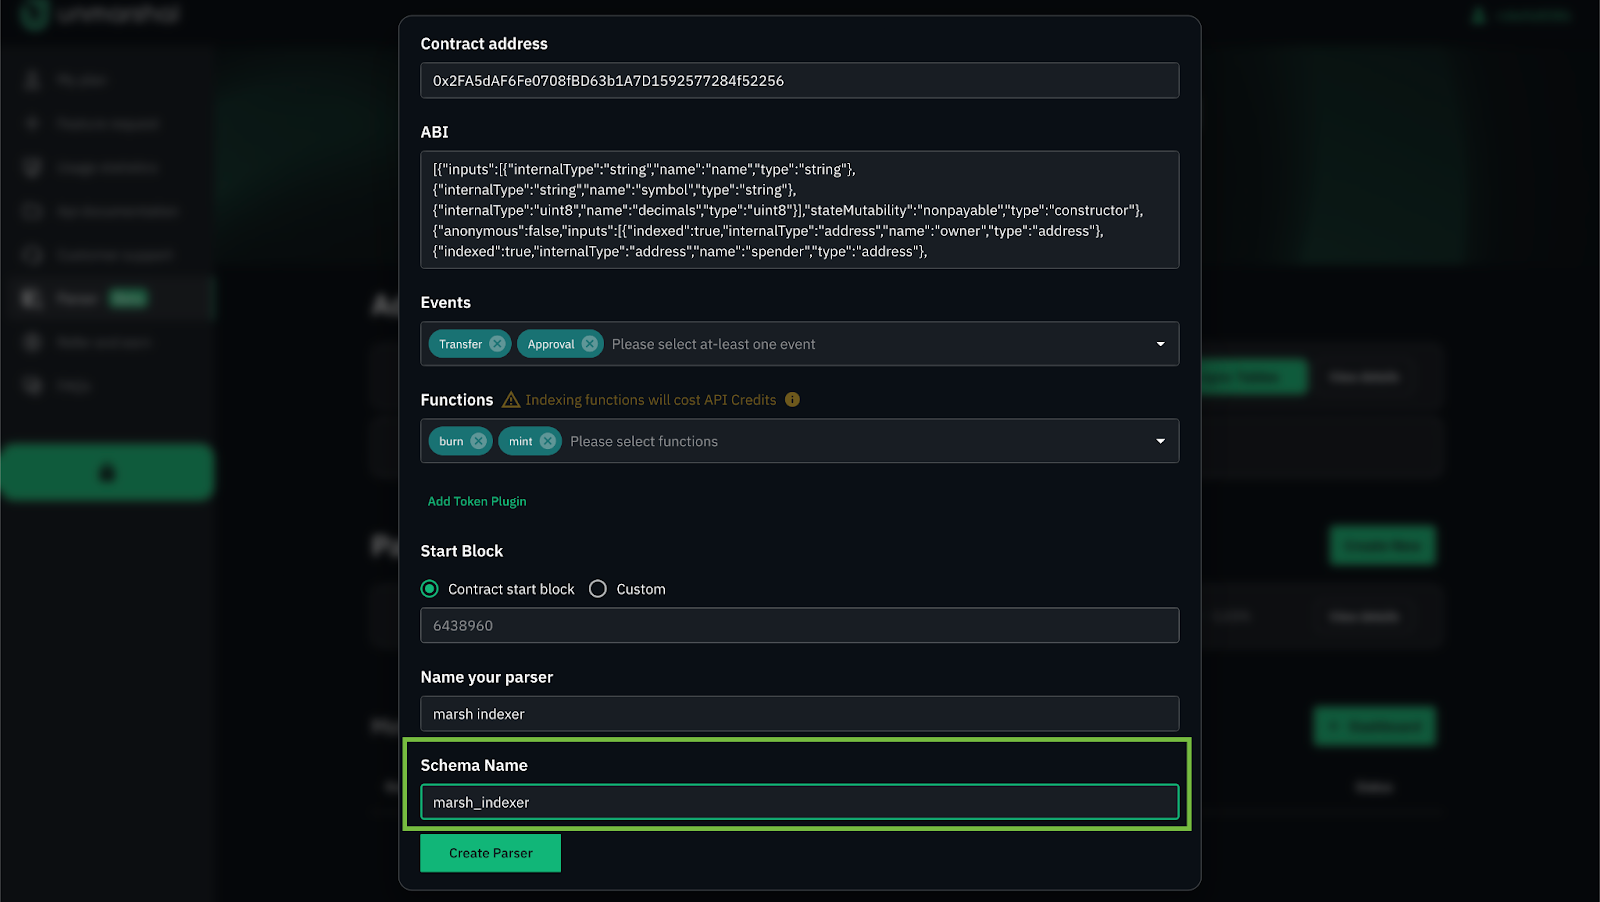 unmarshal
Contract address
0x2FA5dAF6Fe0708fBD63b1A7D1592577284f52256
ABI
[{"inputs":[{"internalType":"string","name":"name","type":"string"},
{"internalType":"string","name":"symbol","type":"string"},
{"internalType":"uint8","name":"decimals","type":"uint8"}],"stateMutability":"nonpayable","type":"constructor"},
{"anonymous":false,"inputs":[{"indexed":true,"internalType":"address","name":"owner","type":"address"},
{"indexed":true,"internalType":"address","name":"spender","type":"address"},
Events
Transfer Approval Please select at-least one event
Functions Indexing functions will cost API Credits
burn mint Please select functions
Add Token Plugin
Start Block
Contract start block Custom
6438960
Name your parser
marsh indexer
Schema Name
marsh_indexer
Create Parser